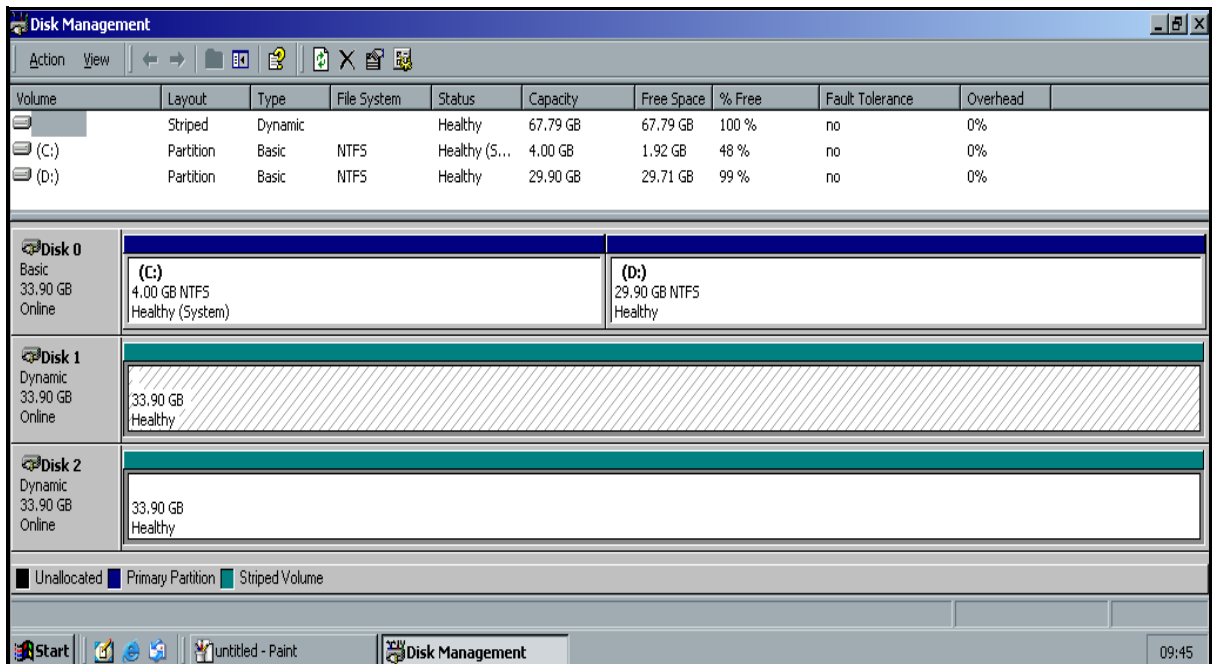 Disk Management
Action View
Volume Layout Type File System Status Capacity Free Space % Free Fault Tolerance Overhead
Striped Dynamic Healthy 67.79 GB 67.79 GB 100 % no 0%
(C:) Partition Basic NTFS Healthy (S... 4.00 GB 1.92 GB 48 % no 0%
(D:) Partition Basic NTFS Healthy 29.90 GB 29.71 GB 99 % no 0%
Disk 0
Basic
33.90 GB
Online
(C:)
4.00 GB NTFS
Healthy (System)
(D:)
29.90 GB NTFS
Healthy
Disk 1
Dynamic
33.90 GB
Online
33.90 GB
Healthy
Disk 2
Dynamic
33.90 GB
Online
33.90 GB
Healthy
Unallocated Primary Partition Striped Volume
Start untitled - Paint Disk Management 09:45